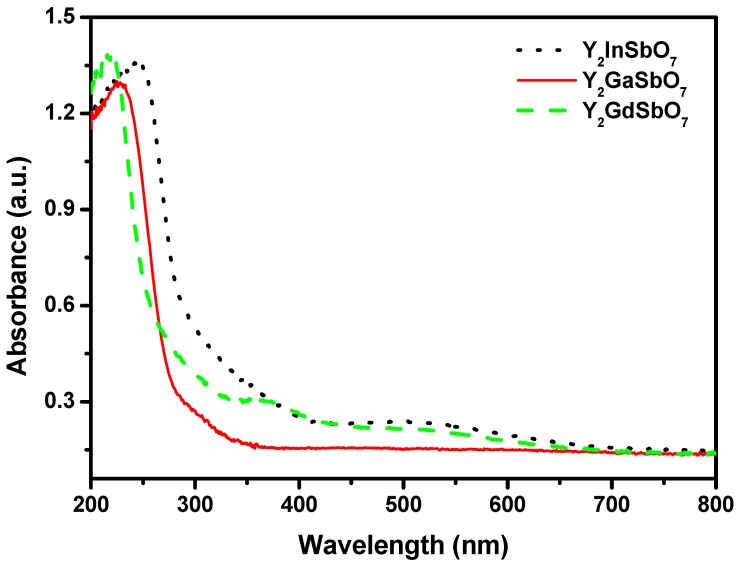 1.5
1.2
0.9
0.6
0.3
200 300 400 500 600 700 800
Absorbance (a.u.)
Wavelength (nm)
Y₂InSbO₇
Y₂GaSbO₇
Y₂GdSbO₇